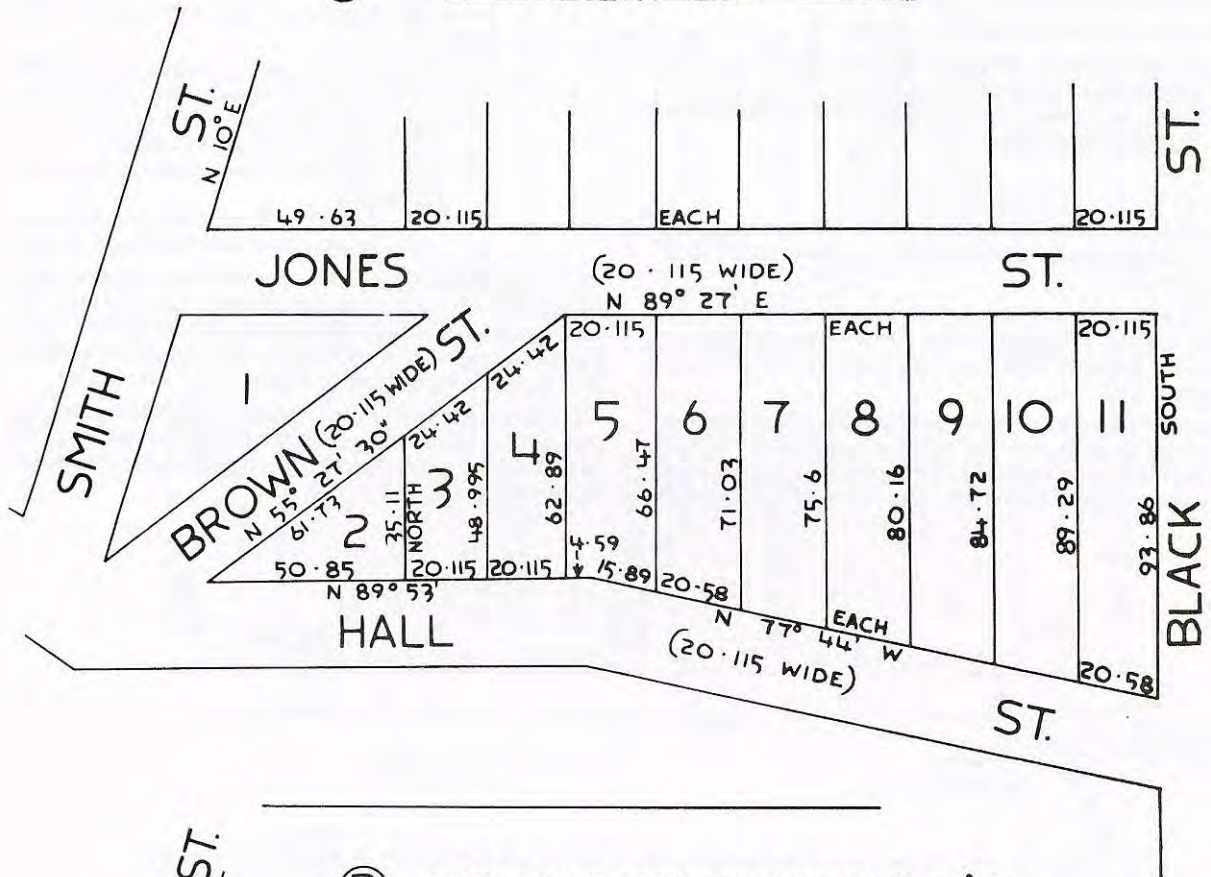 ST.
N 10° E
ST.
49.63 20.115 EACH 20.115
JONES (20.115 WIDE) ST.
N 89° 27' E
20.115 EACH 20.115
SMITH
1
BROWN (20.115 WIDE) ST.
N 55° 27' 30"
61.73 24.42 24.42
2 3 4 5 6 7 8 9 10 11
35.11 NORTH 48.995 62.89 66.47 71.03 75.6 80.16 84.72 89.29 93.86
SOUTH
BLACK
50.85 20.115 20.115 4.59 15.89 20.58 EACH 20.58
N 89° 53'
N 77° 44' W
HALL (20.115 WIDE) ST.
ST.